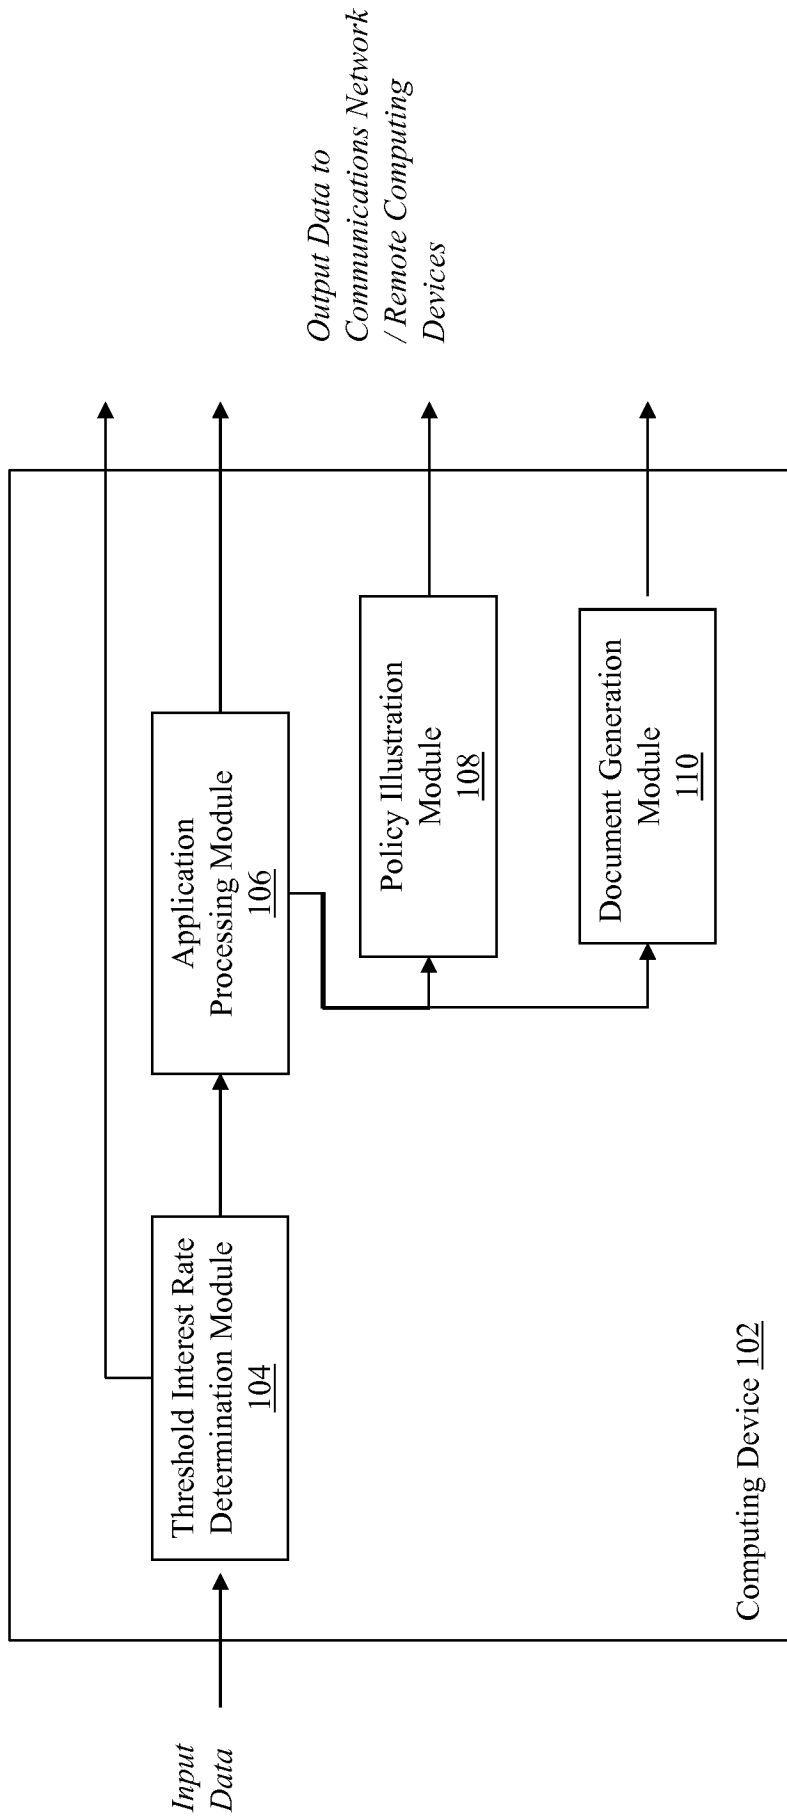 Input
Data
Threshold Interest Rate
Determination Module
104
Application
Processing Module
106
Policy Illustration
Module
108
Document Generation
Module
110
Output Data to
Communications Network
/ Remote Computing
Devices
Computing Device 102